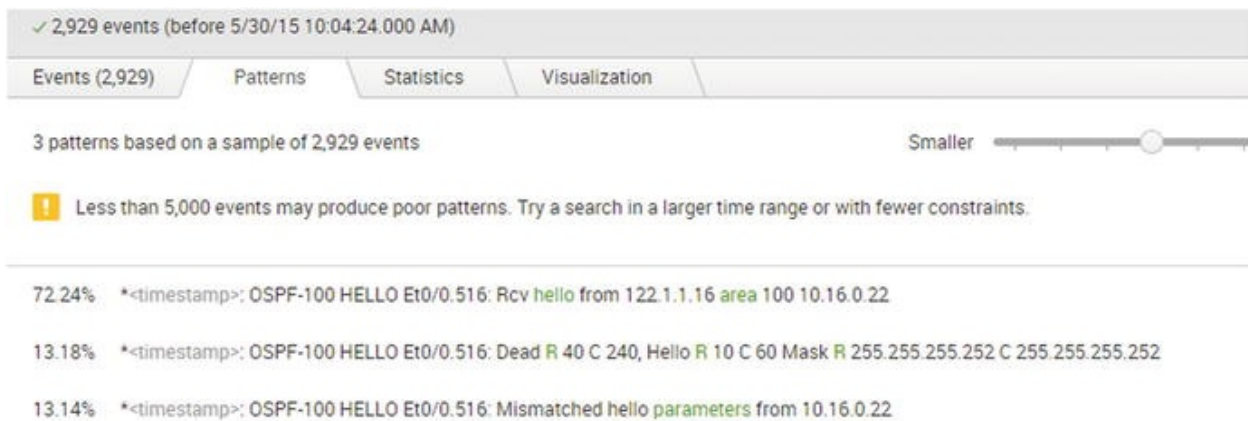 ✓ 2,929 events (before 5/30/15 10:04:24.000 AM)
Events (2,929) Patterns Statistics Visualization
3 patterns based on a sample of 2,929 events Smaller
! Less than 5,000 events may produce poor patterns. Try a search in a larger time range or with fewer constraints.
72.24% *<timestamp>: OSPF-100 HELLO Et0/0.516: Rcv hello from 122.1.1.16 area 100 10.16.0.22
13.18% *<timestamp>: OSPF-100 HELLO Et0/0.516: Dead R 40 C 240, Hello R 10 C 60 Mask R 255.255.255.252 C 255.255.255.252
13.14% *<timestamp>: OSPF-100 HELLO Et0/0.516: Mismatched hello parameters from 10.16.0.22